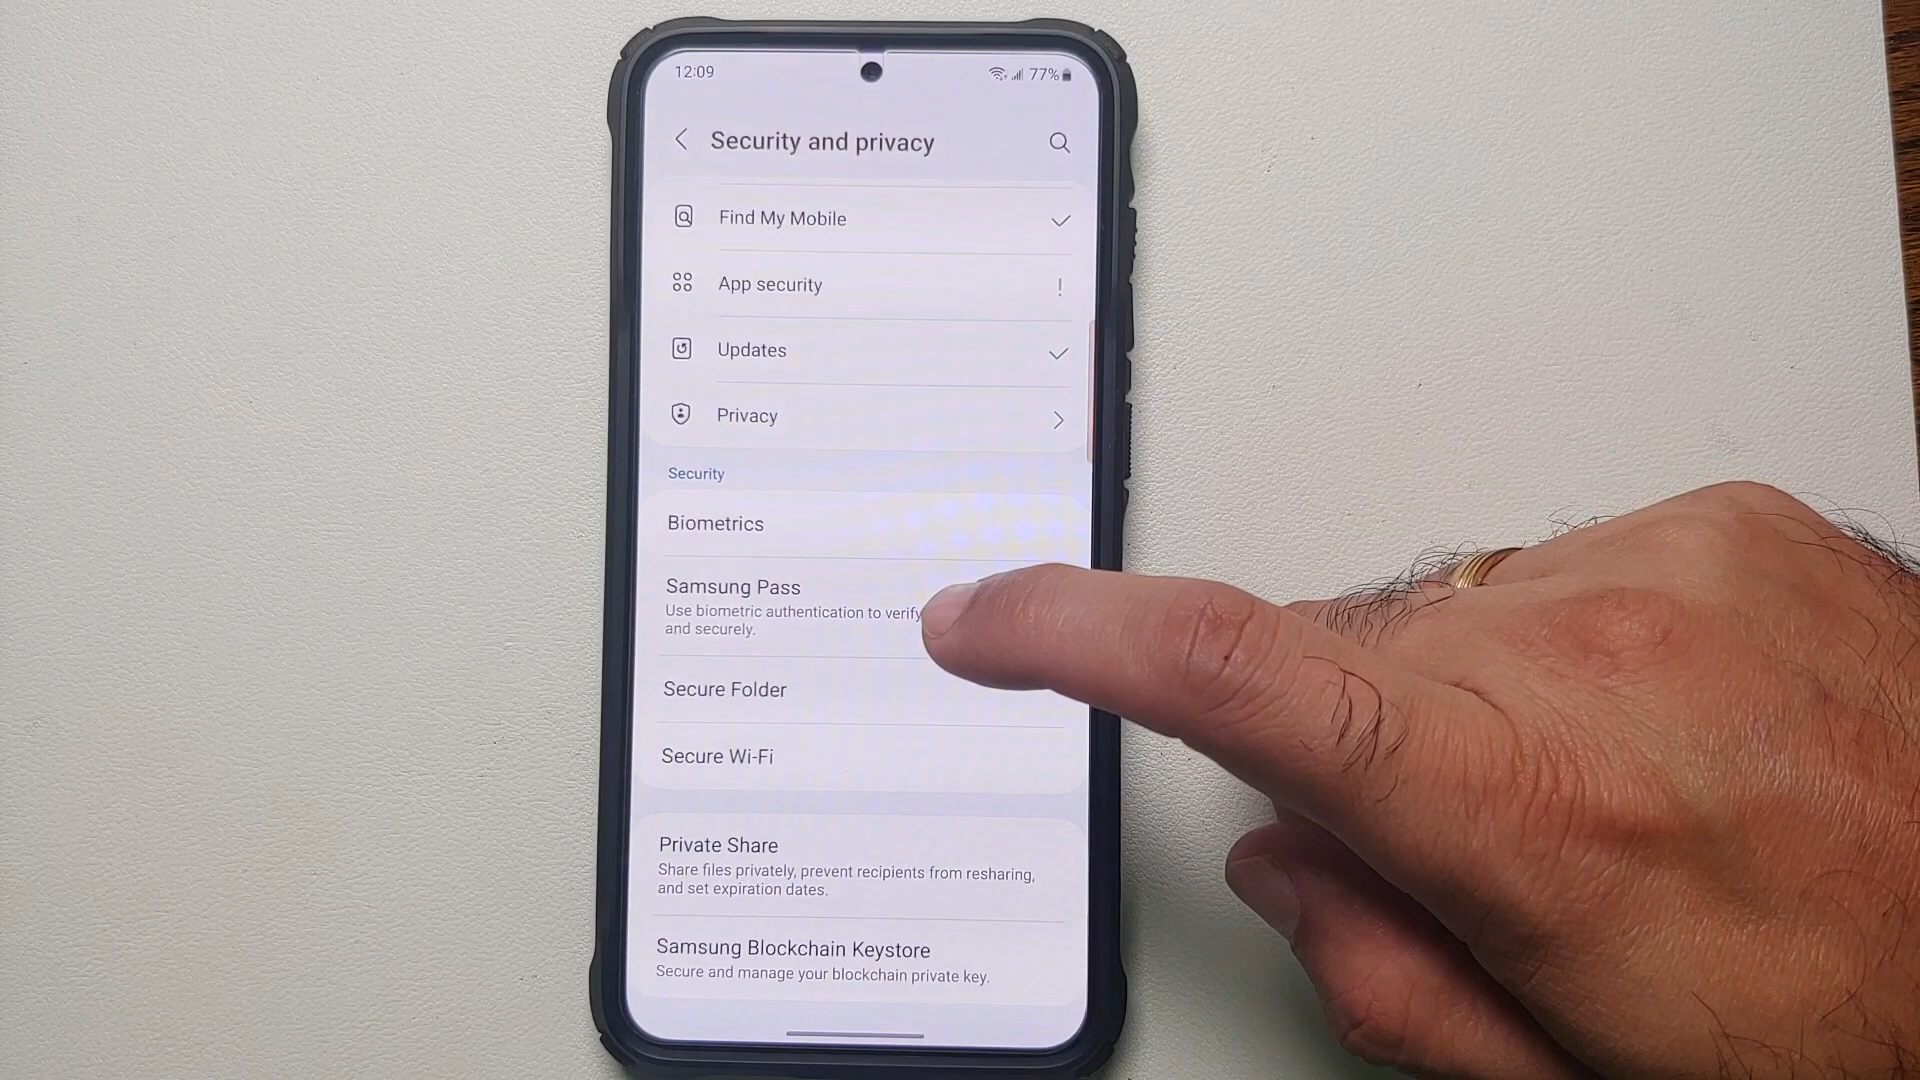 12:09
77%
Security and privacy
Find My Mobile
App security
!
Updates
Privacy
Security
Biometrics
Samsung Pass
Use biometric authentication to verify
and securely.
Secure Folder
Secure Wi-Fi
Private Share
Share files privately, prevent recipients from resharing,
and set expiration dates.
Samsung Blockchain Keystore
Secure and manage your blockchain private key.